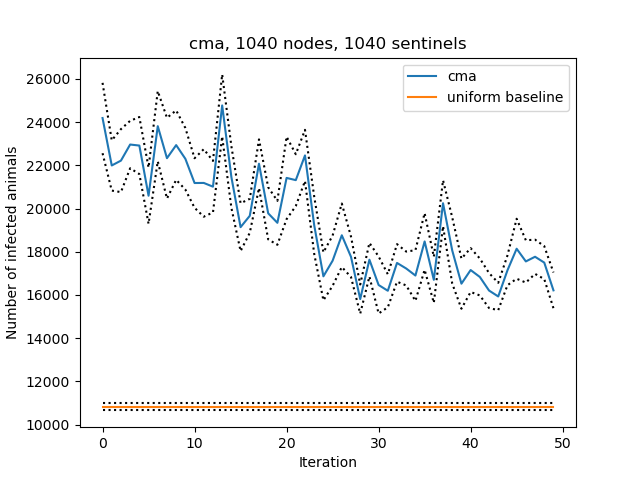 cma, 1040 nodes, 1040 sentinels
cma
uniform baseline
Number of infected animals
26000
24000
22000
20000
18000
16000
14000
12000
10000
0 10 20 30 40 50
Iteration